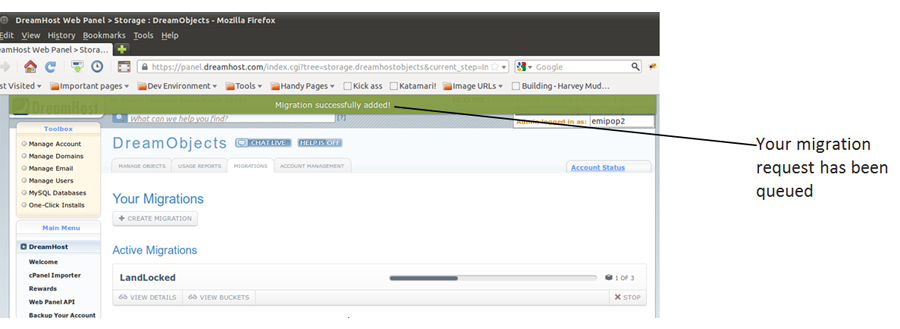 DreamHost Web Panel > Storage : DreamObjects - Mozilla Firefox
Edit View History Bookmarks Tools Help
eamHost Web Panel > Stora...
https://panel.dreamhost.com/index.cgi?tree=storage.dreamhostobjects&current_step=In
Google
st Visited Important pages Dev Environment Tools Handy Pages Kick ass Katamari! Image URLs Building - Harvey Mud...
Migration successfully added!
DreamHost
What can we help you find?
[?]
Admin logged in as: emipop2
Toolbox
Manage Account
Manage Domains
Manage Email
Manage Users
MySQL Databases
One-Click Installs
Main Menu
DreamHost
Welcome
cPanel Importer
Rewards
Web Panel API
Backup Your Account
DreamObjects CHAT LIVE HELP IS OFF
MANAGE OBJECTS USAGE REPORTS MIGRATIONS ACCOUNT MANAGEMENT
Account Status
Your Migrations
+ CREATE MIGRATION
Active Migrations
LandLocked
1 OF 3
VIEW DETAILS VIEW BUCKETS
X STOP
Your migration
request has been
queued